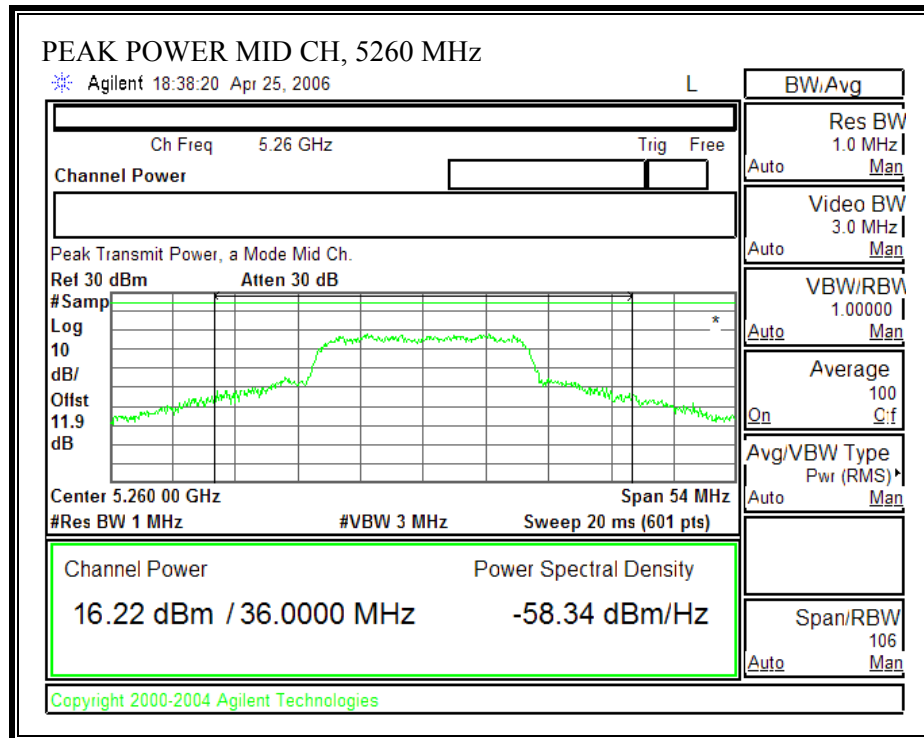 PEAK POWER MID CH, 5260 MHz
Agilent 18:38:20 Apr 25, 2006 L
BW/Avg
Ch Freq 5.26 GHz Trig Free
Channel Power
Res BW
1.0 MHz
Auto Man
Video BW
3.0 MHz
Auto Man
VBW/RBW
1.00000
Auto Man
Average
100
On Off
Avg/VBW Type
Pwr (RMS)
Auto Man
Span/RBW
106
Auto Man
Peak Transmit Power, a Mode Mid Ch.
Ref 30 dBm Atten 30 dB
#Samp
Log
10
dB/
Offst
11.9
dB
*
Center 5.260 00 GHz Span 54 MHz
#Res BW 1 MHz #VBW 3 MHz Sweep 20 ms (601 pts)
Channel Power Power Spectral Density
16.22 dBm / 36.0000 MHz -58.34 dBm/Hz
Copyright 2000-2004 Agilent Technologies